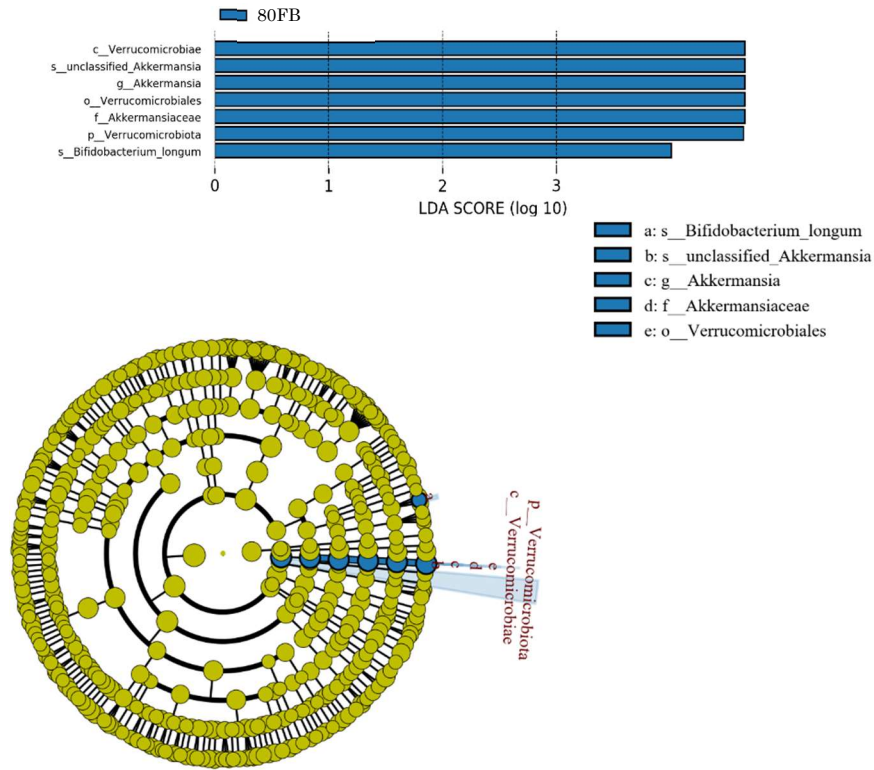 80FB
c__Verrucomicrobiae
s__unclassified_Akkermansia
g__Akkermansia
o__Verrucomicrobiales
f__Akkermansiaceae
p__Verrucomicrobiota
s__Bifidobacterium_longum
0 1 2 3
LDA SCORE (log 10)
a: s__Bifidobacterium_longum
b: s__unclassified_Akkermansia
c: g__Akkermansia
d: f__Akkermansiaceae
e: o__Verrucomicrobiales
a
b c d e
p__Verrucomicrobiota
c__Verrucomicrobiae